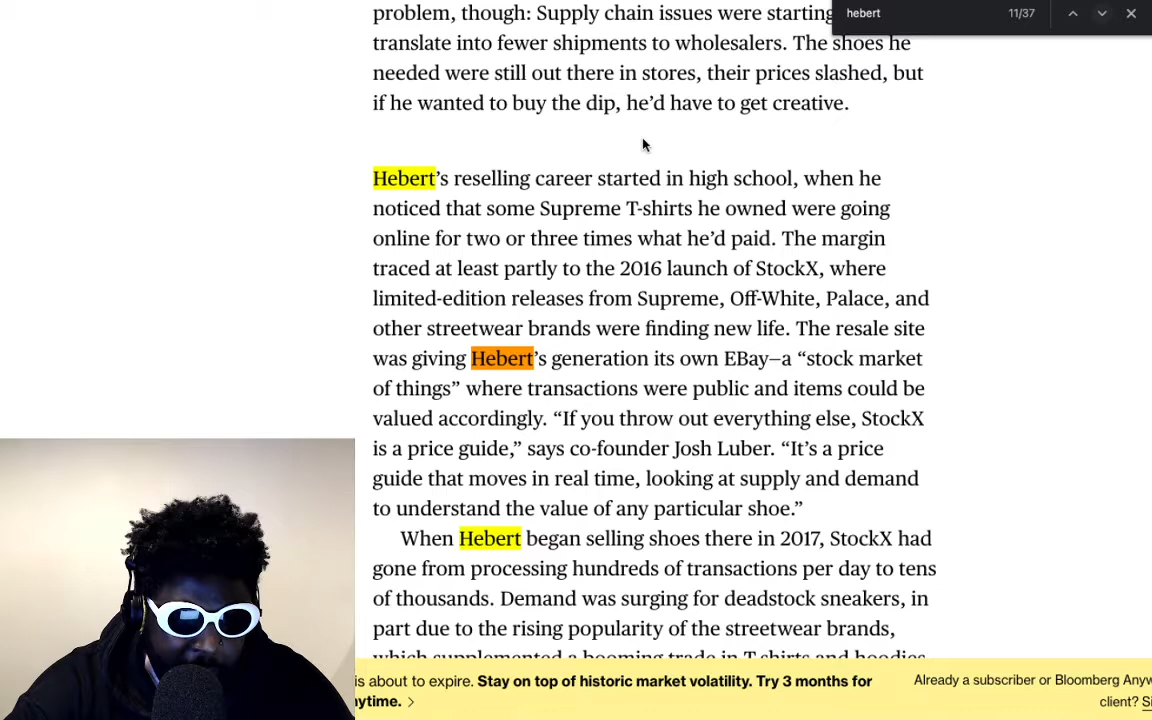 problem, though: Supply chain issues were starting
hebert
11/37
translate into fewer shipments to wholesalers. The shoes he
needed were still out there in stores, their prices slashed, but
if he wanted to buy the dip, he’d have to get creative.
Hebert’s reselling career started in high school, when he
noticed that some Supreme T-shirts he owned were going
online for two or three times what he’d paid. The margin
traced at least partly to the 2016 launch of StockX, where
limited-edition releases from Supreme, Off-White, Palace, and
other streetwear brands were finding new life. The resale site
was giving Hebert’s generation its own EBay—a “stock market
of things” where transactions were public and items could be
valued accordingly. “If you throw out everything else, StockX
is a price guide,” says co-founder Josh Luber. “It’s a price
guide that moves in real time, looking at supply and demand
to understand the value of any particular shoe.”
When Hebert began selling shoes there in 2017, StockX had
gone from processing hundreds of transactions per day to tens
of thousands. Demand was surging for deadstock sneakers, in
part due to the rising popularity of the streetwear brands,
which supplemented a booming trade in T-shirts and hoodies
is about to expire. Stay on top of historic market volatility. Try 3 months for
ytime. >
Already a subscriber or Bloomberg Anyw
client? Si